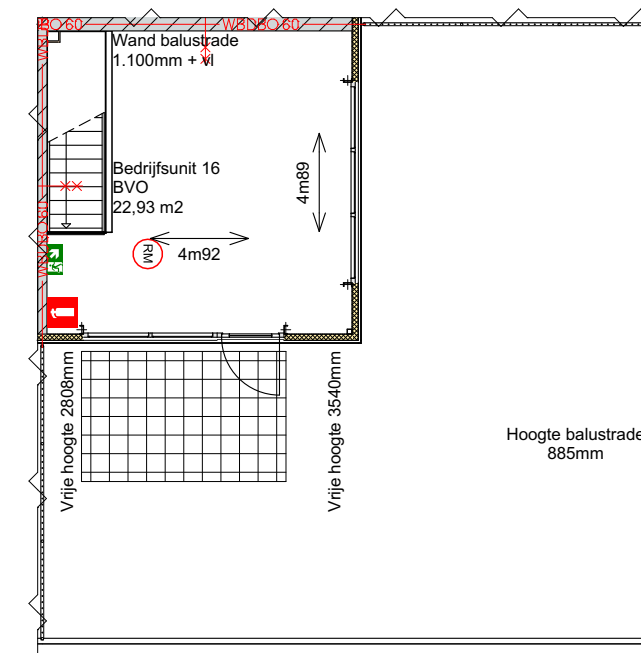 WBDBO 60
Wand balustrade
1.100mm + vl
Bedrijfsunit 16
BVO
22,93 m2
4m89
4m92
RM
WBDBO 60
Vrije hoogte 2808mm
Vrije hoogte 3540mm
Hoogte balustrade
885mm